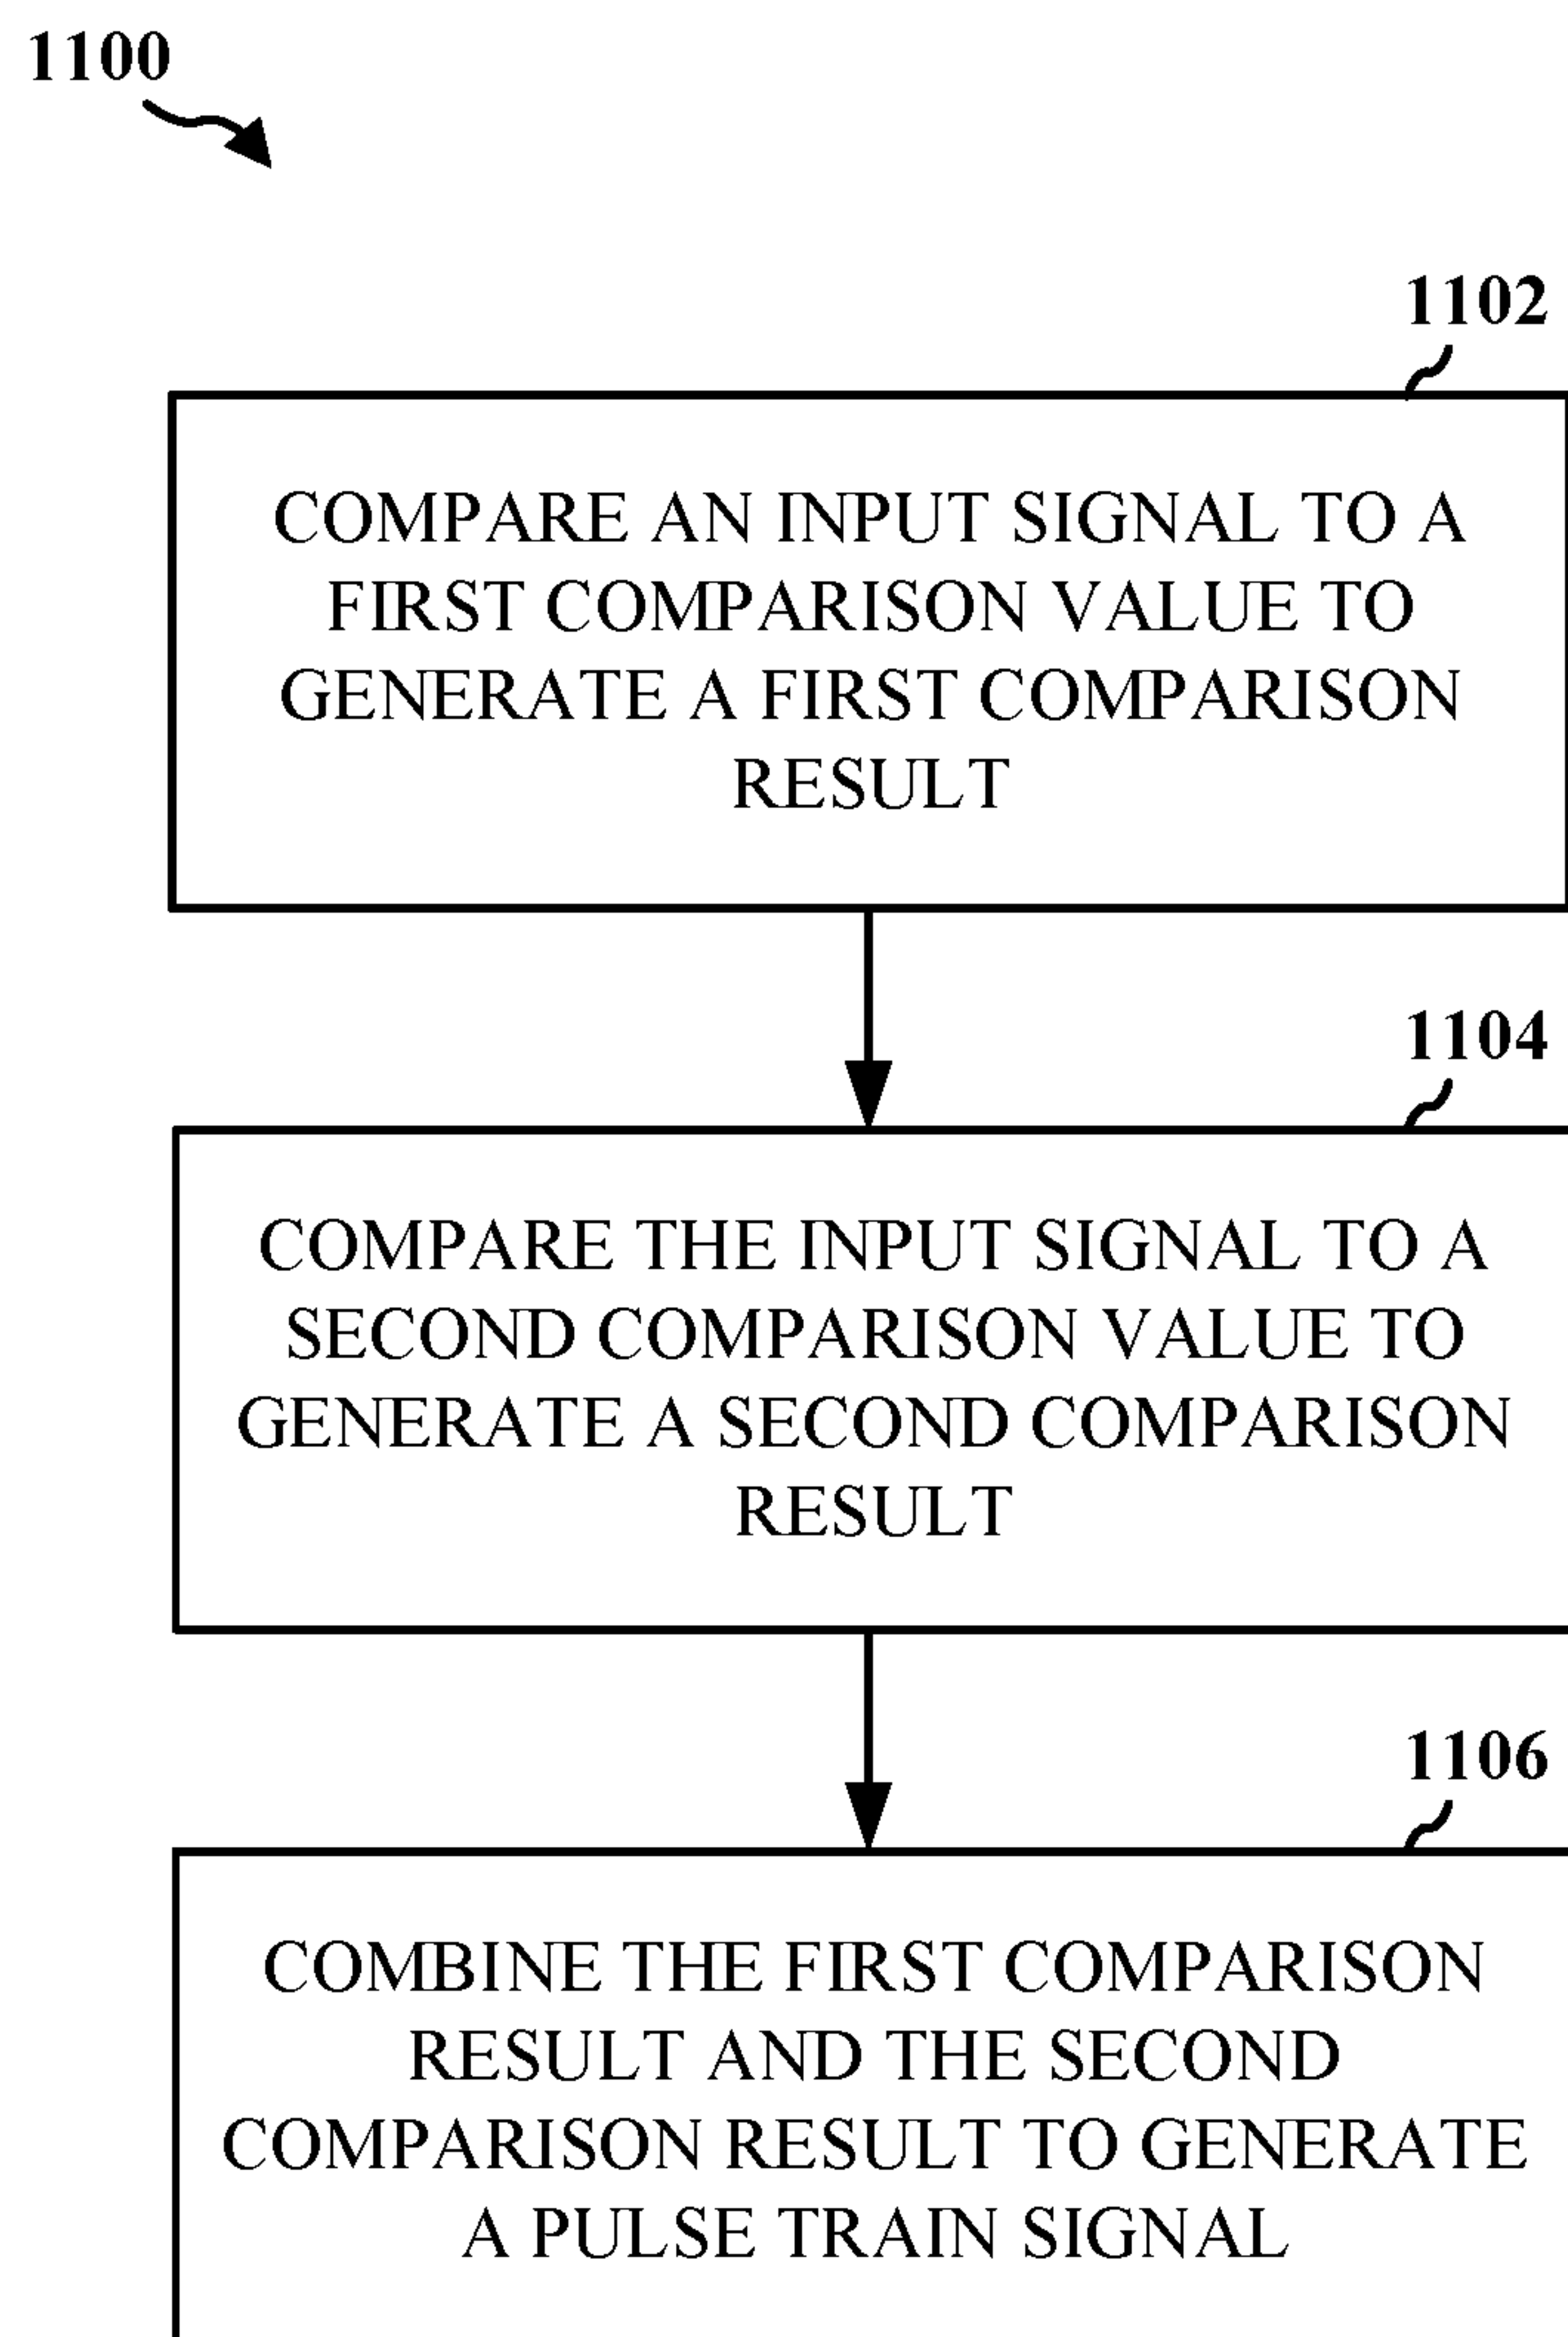 1100
1102
COMPARE AN INPUT SIGNAL TO A
FIRST COMPARISON VALUE TO
GENERATE A FIRST COMPARISON
RESULT
1104
COMPARE THE INPUT SIGNAL TO A
SECOND COMPARISON VALUE TO
GENERATE A SECOND COMPARISON
RESULT
1106
COMBINE THE FIRST COMPARISON
RESULT AND THE SECOND
COMPARISON RESULT TO GENERATE
A PULSE TRAIN SIGNAL